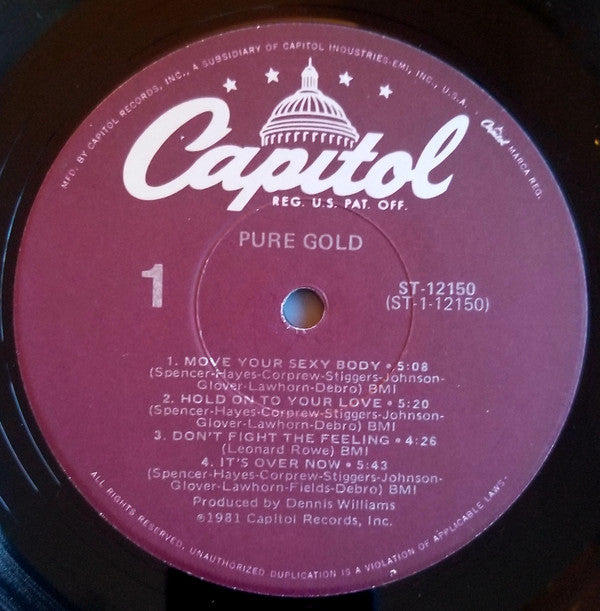 MFD. BY CAPITOL RECORDS, INC., A SUBSIDIARY OF CAPITOL INDUSTRIES-EMI, INC., U.S.A.
Capitol MARCA REG.
Capitol
REG. U.S. PAT. OFF.
PURE GOLD
1
ST-12150
(ST-1-12150)
1. MOVE YOUR SEXY BODY • 5:08
(Spencer-Hayes-Corprew-Stiggers-Johnson-
Glover-Lawhorn-Debro) BMI
2. HOLD ON TO YOUR LOVE • 5:20
(Spencer-Hayes-Corprew-Stiggers-Johnson-
Glover-Lawhorn-Debro) BMI
3. DON'T FIGHT THE FEELING • 4:26
(Leonard Rowe) BMI
4. IT'S OVER NOW • 5:43
(Spencer-Hayes-Corprew-Stiggers-Johnson-
Glover-Lawhorn-Fields-Debro) BMI
Produced by Dennis Williams
℗1981 Capitol Records, Inc.
ALL RIGHTS RESERVED. UNAUTHORIZED DUPLICATION IS A VIOLATION OF APPLICABLE LAWS.